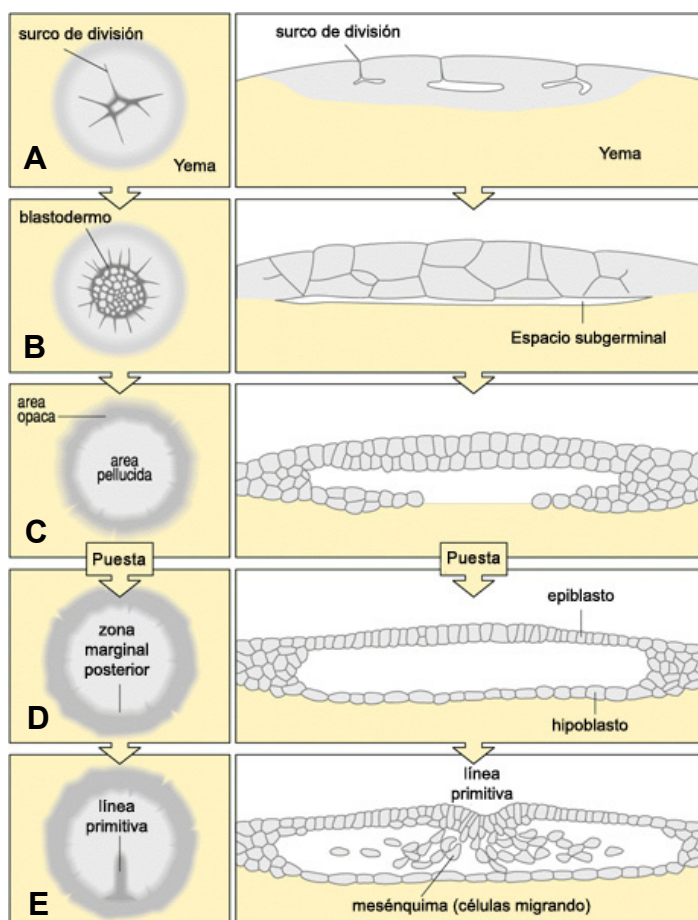 surco de división
Yema
A
surco de división
Yema
blastodermo
B
Espacio subgerminal
area
opaca
area
pellucida
C
Puesta
Puesta
zona
marginal
posterior
D
epiblasto
hipoblasto
línea
primitiva
E
línea
primitiva
mesénquima (células migrando)